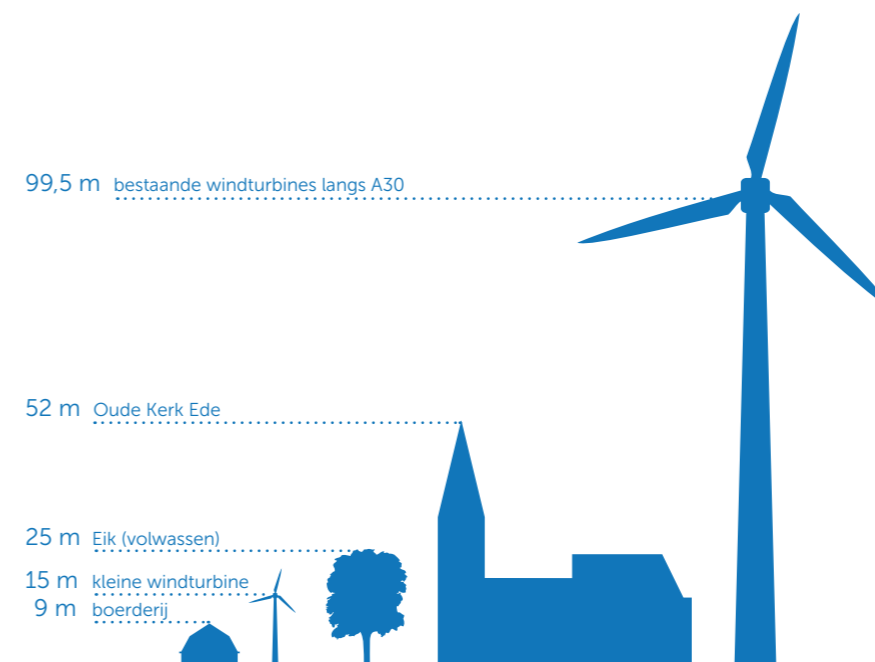 99,5 m bestaande windturbines langs A30
52 m Oude Kerk Ede
25 m Eik (volwassen)
15 m kleine windturbine
9 m boerderij